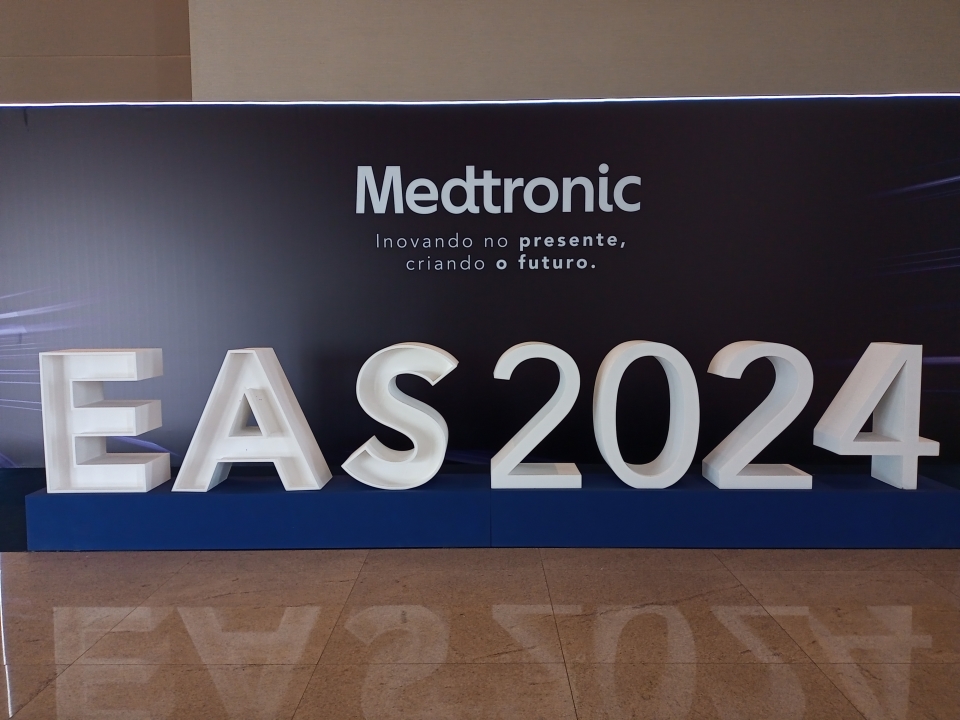 Medtronic
Inovando no presente,
criando o futuro.
EAS2024